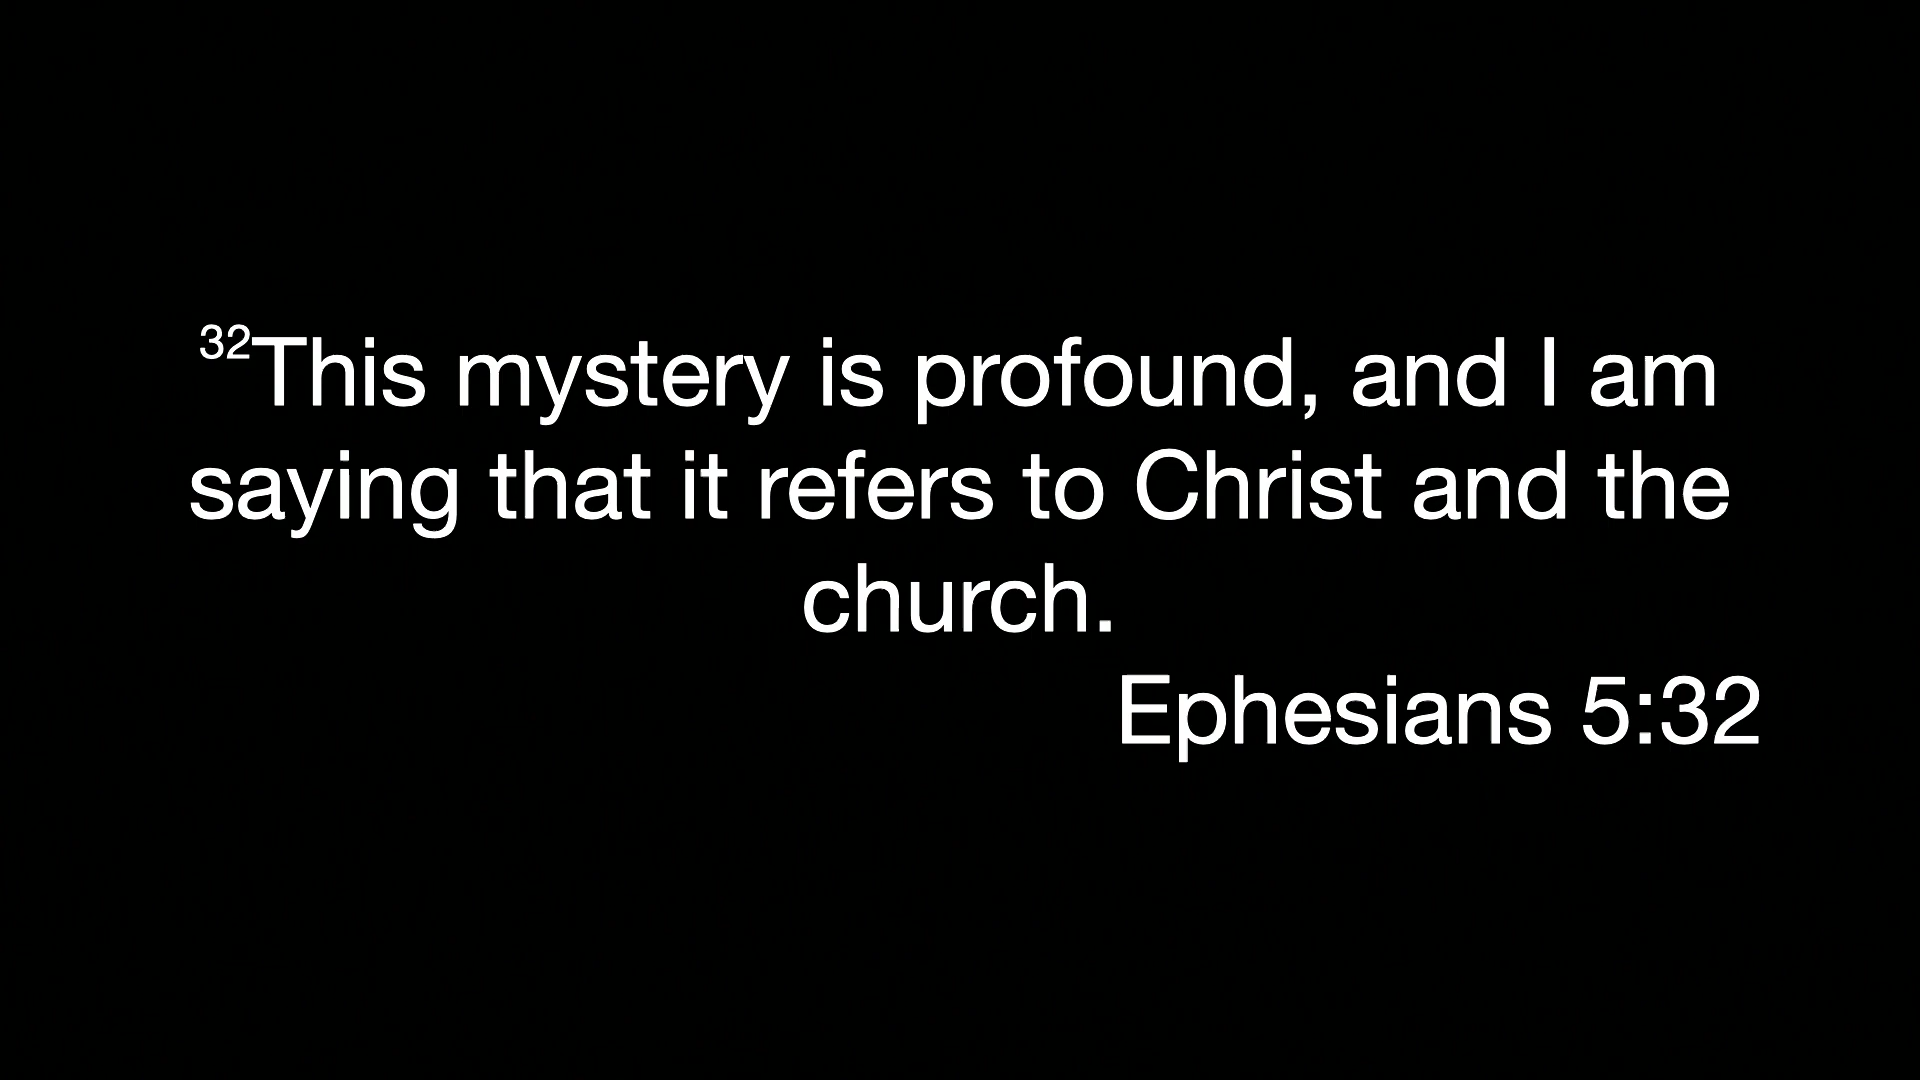 32This mystery is profound, and I am
saying that it refers to Christ and the
church.
Ephesians 5:32